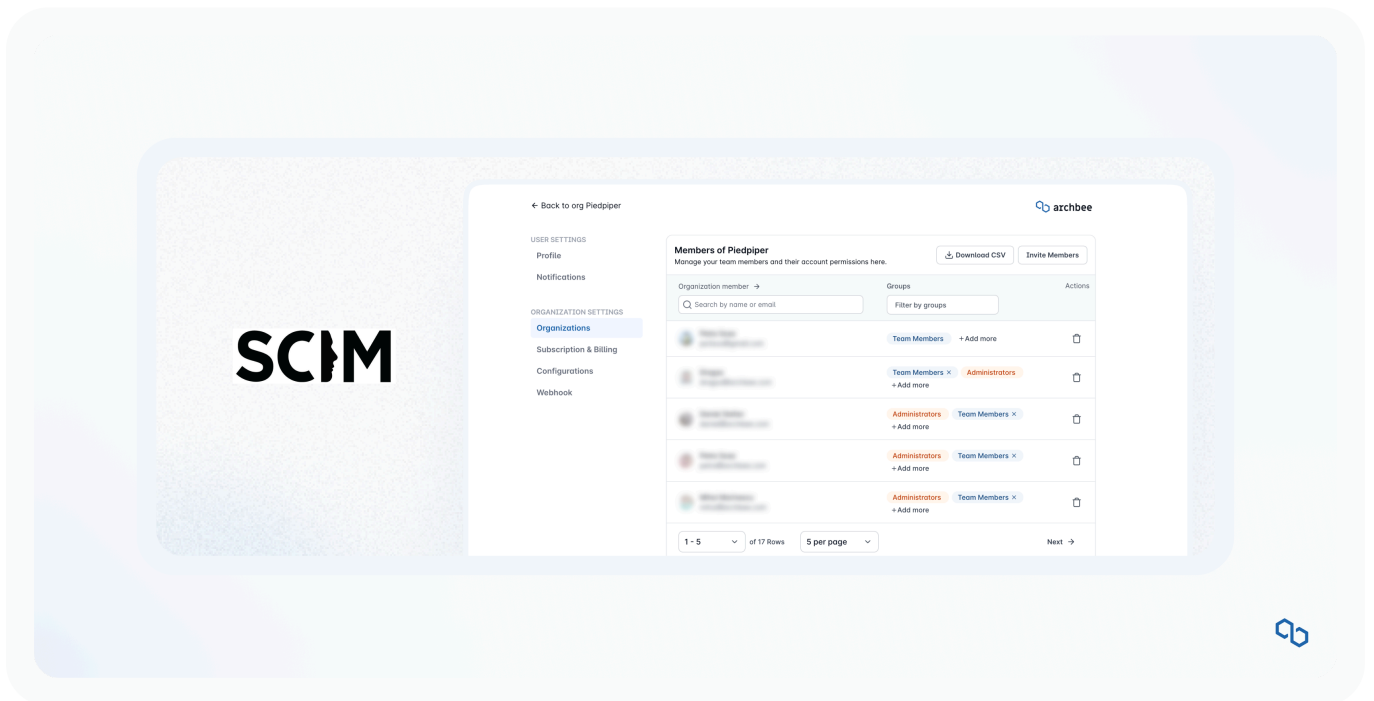 SCIM
← Back to org Piedpiper
archbee
USER SETTINGS
Profile
Notifications
ORGANIZATION SETTINGS
Organizations
Subscription & Billing
Configurations
Webhook
Members of Piedpiper
Manage your team members and their account permissions here.
Download CSV
Invite Members
Organization member →
Groups
Actions
Search by name or email
Filter by groups
Team Members + Add more
Team Members × Administrators
+ Add more
Administrators Team Members ×
+ Add more
Administrators Team Members ×
+ Add more
Administrators Team Members ×
+ Add more
1 - 5 of 17 Rows 5 per page Next →